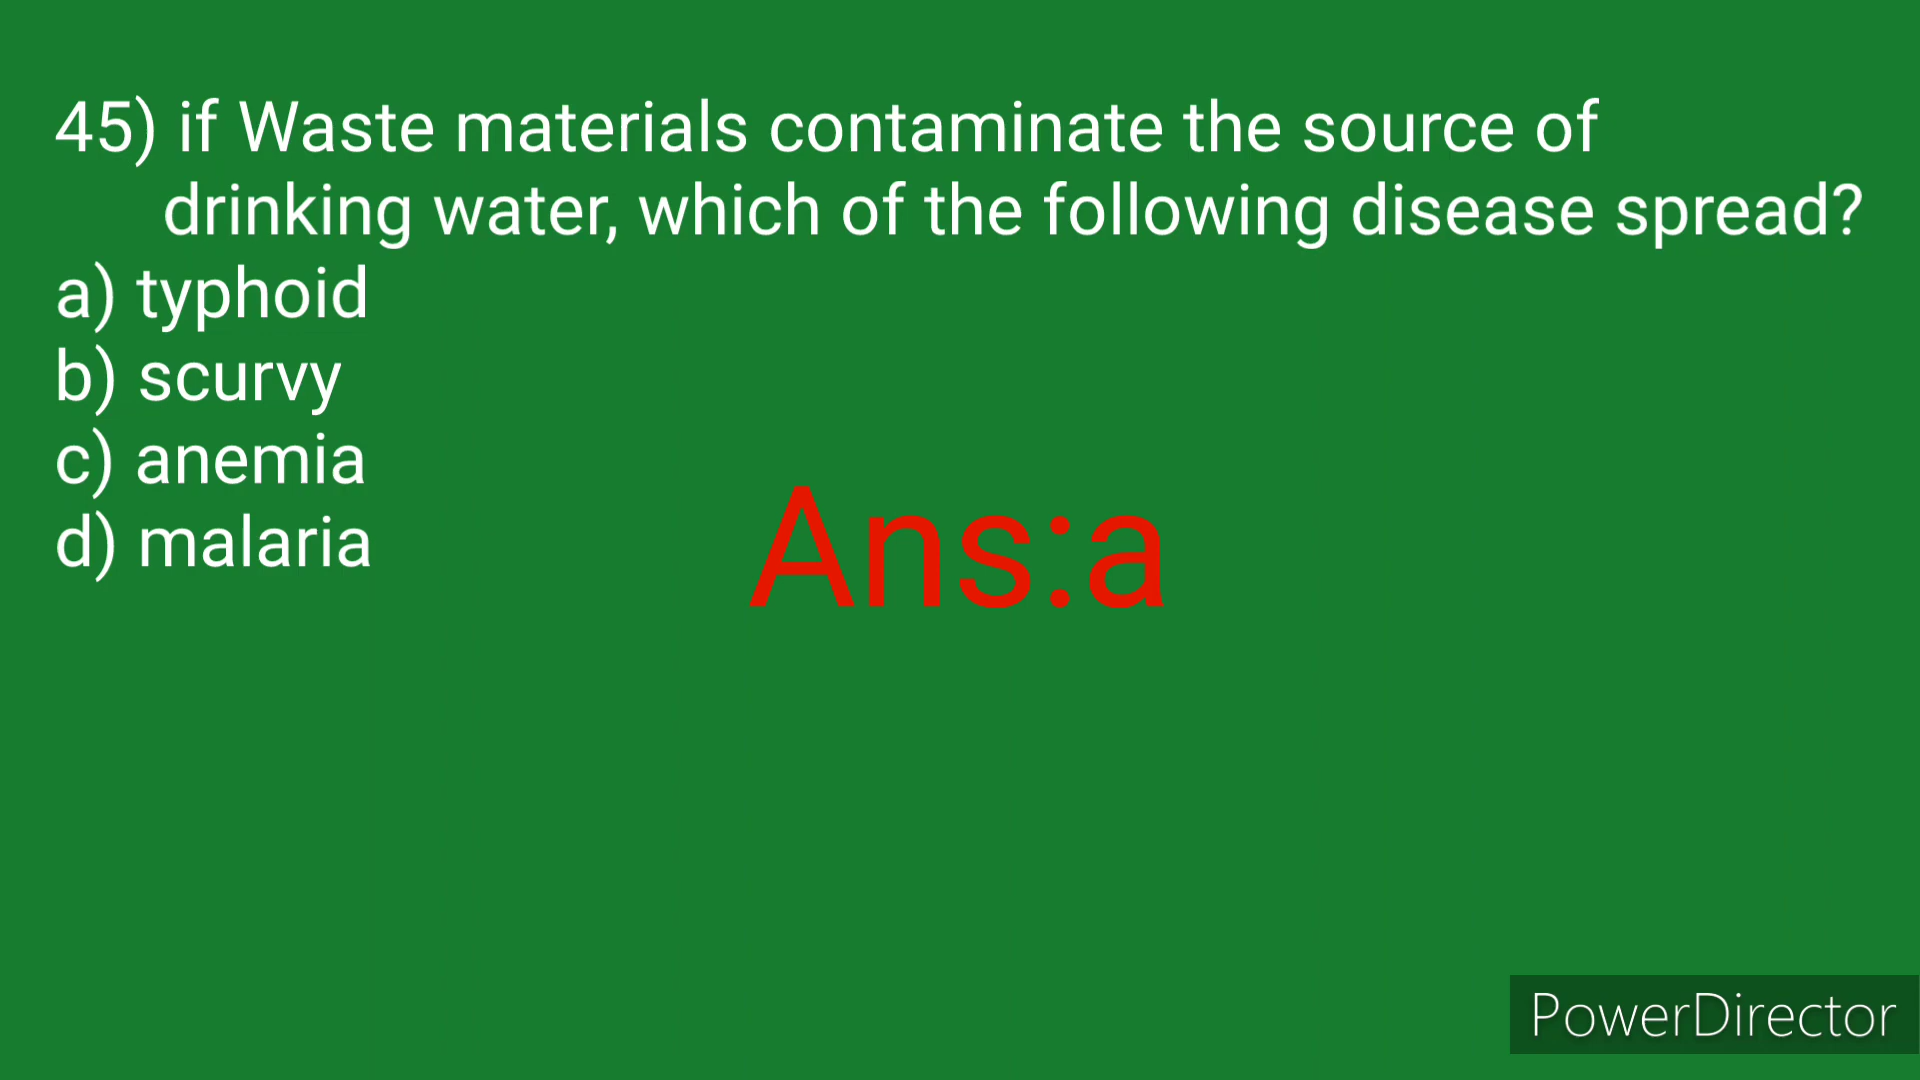 45) if Waste materials contaminate the source of
drinking water, which of the following disease spread?
a) typhoid
b) scurvy
c) anemia
d) malaria
Ans:a
PowerDirector